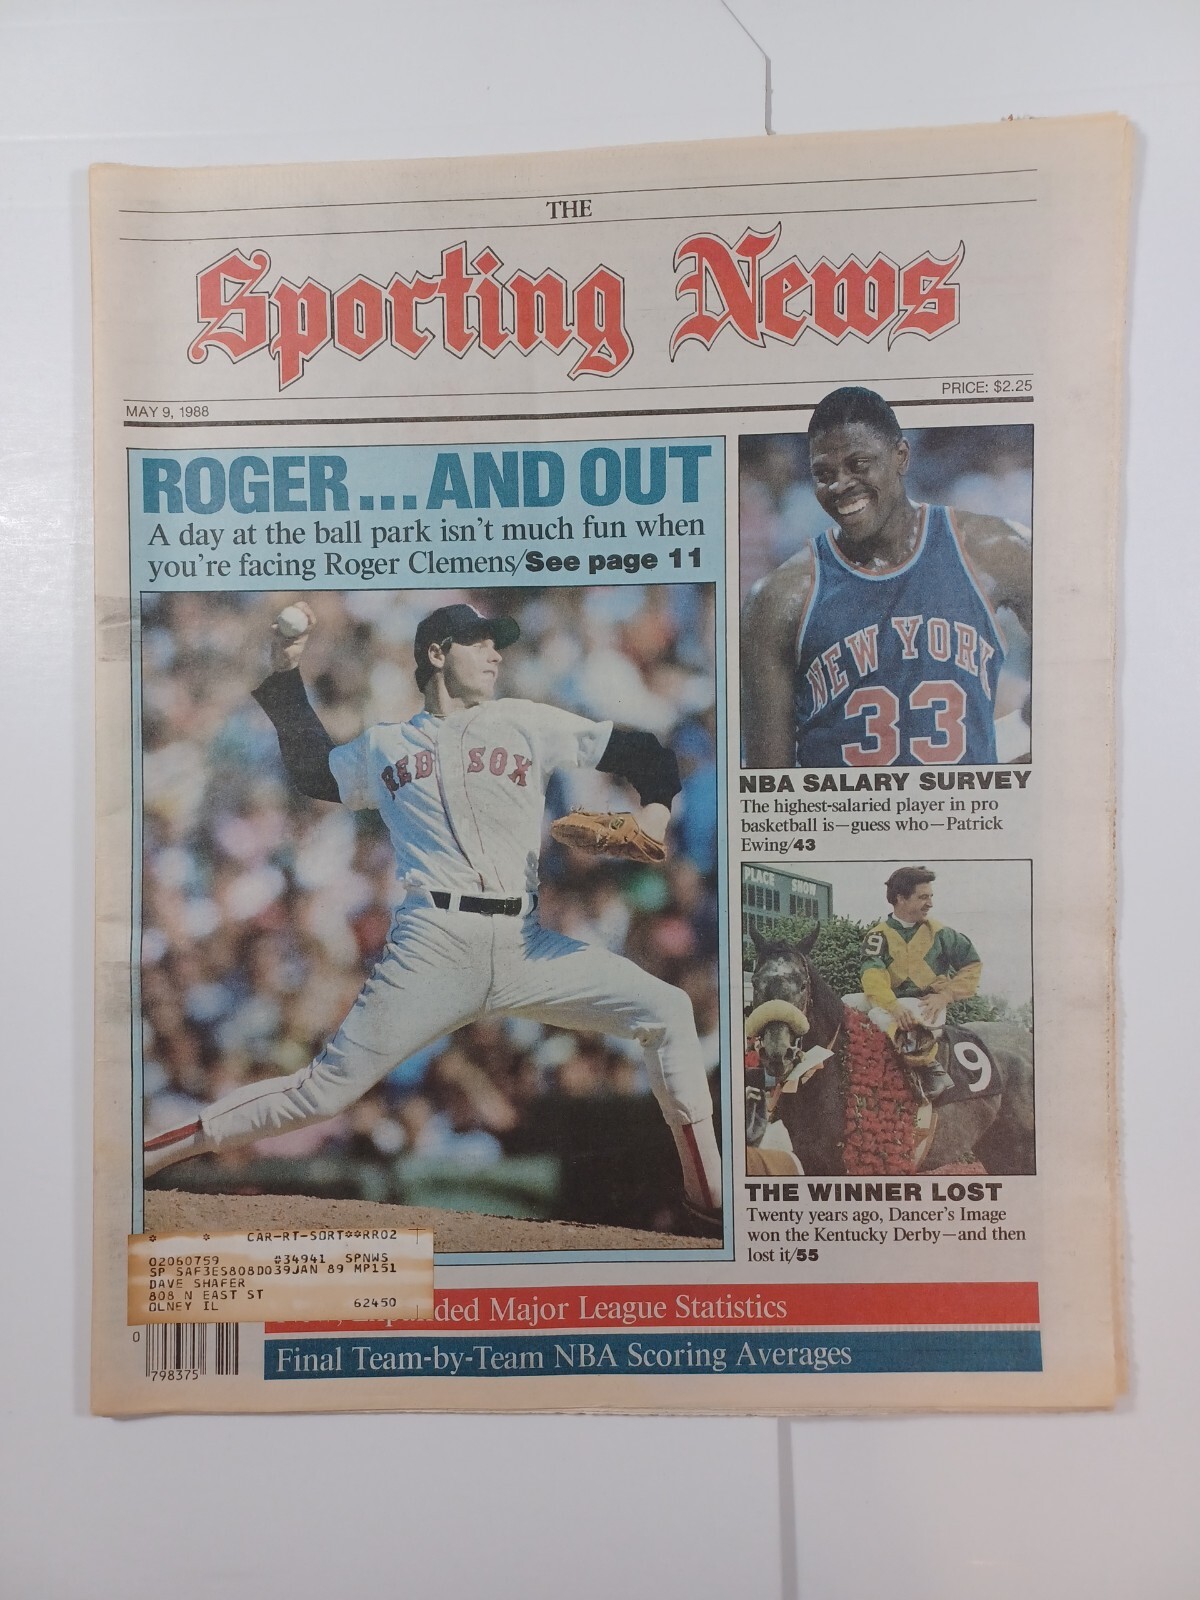 THE
Sporting News
MAY 9, 1988
PRICE: $2.25
ROGER...AND OUT
A day at the ball park isn't much fun when
you're facing Roger Clemens/See page 11
RED SOX
NEW YORK
33
NBA SALARY SURVEY
The highest-salaried player in pro
basketball is—guess who—Patrick
Ewing/43
PLACE SHOW
9
9
THE WINNER LOST
Twenty years ago, Dancer's Image
won the Kentucky Derby—and then
lost it/55
* * CAR-RT-SORT**RR02
02060759 #34941 SPNWS
SP SAF3ES808D039JAN 89 MP151
DAVE SHAFER
808 N EAST ST
OLNEY IL 62450
Major League Statistics
Final Team-by-Team NBA Scoring Averages
0
798375